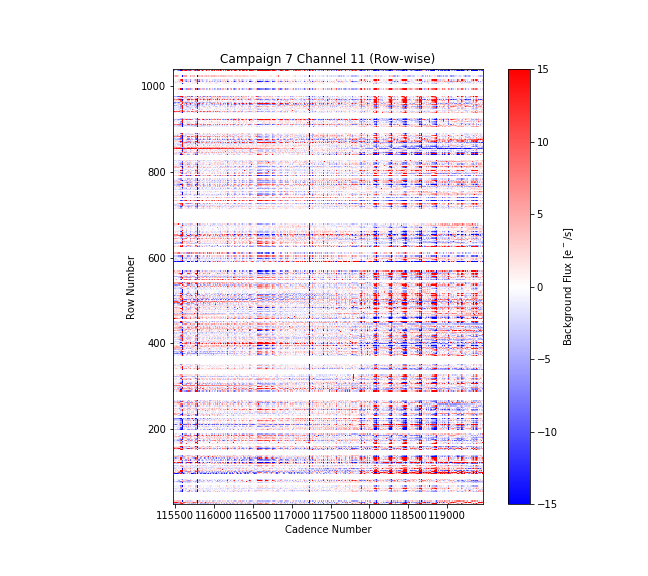 Campaign 7 Channel 11 (Row-wise)
1000
800
600
400
200
Row Number
115500 116000 116500 117000 117500 118000 118500 119000
Cadence Number
15
10
5
0
−5
−10
−15
Background Flux [e⁻/s]